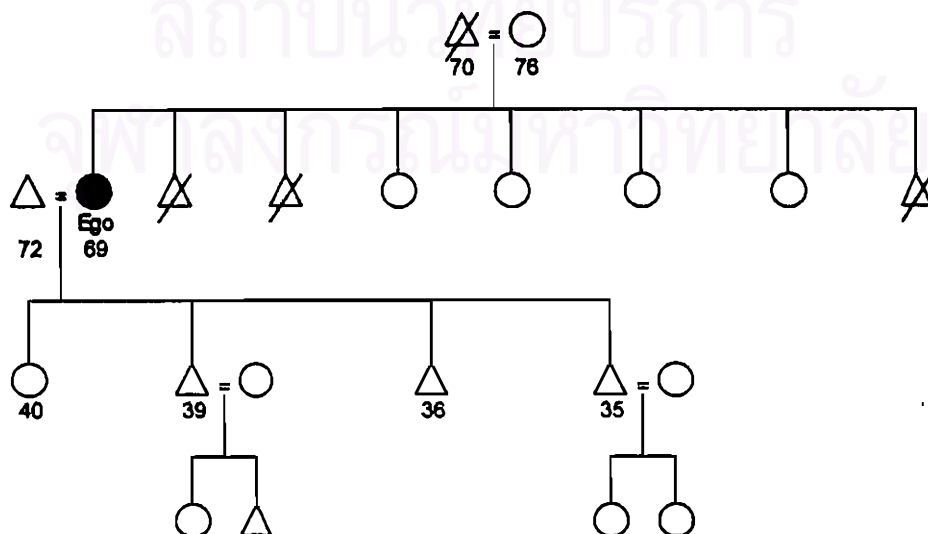 สถาบันวิทยบริการ
จุฬาลงกรณ์มหาวิทยาลัย
= 
70 76
=
Ego
72 69
= =
40 39 36 35